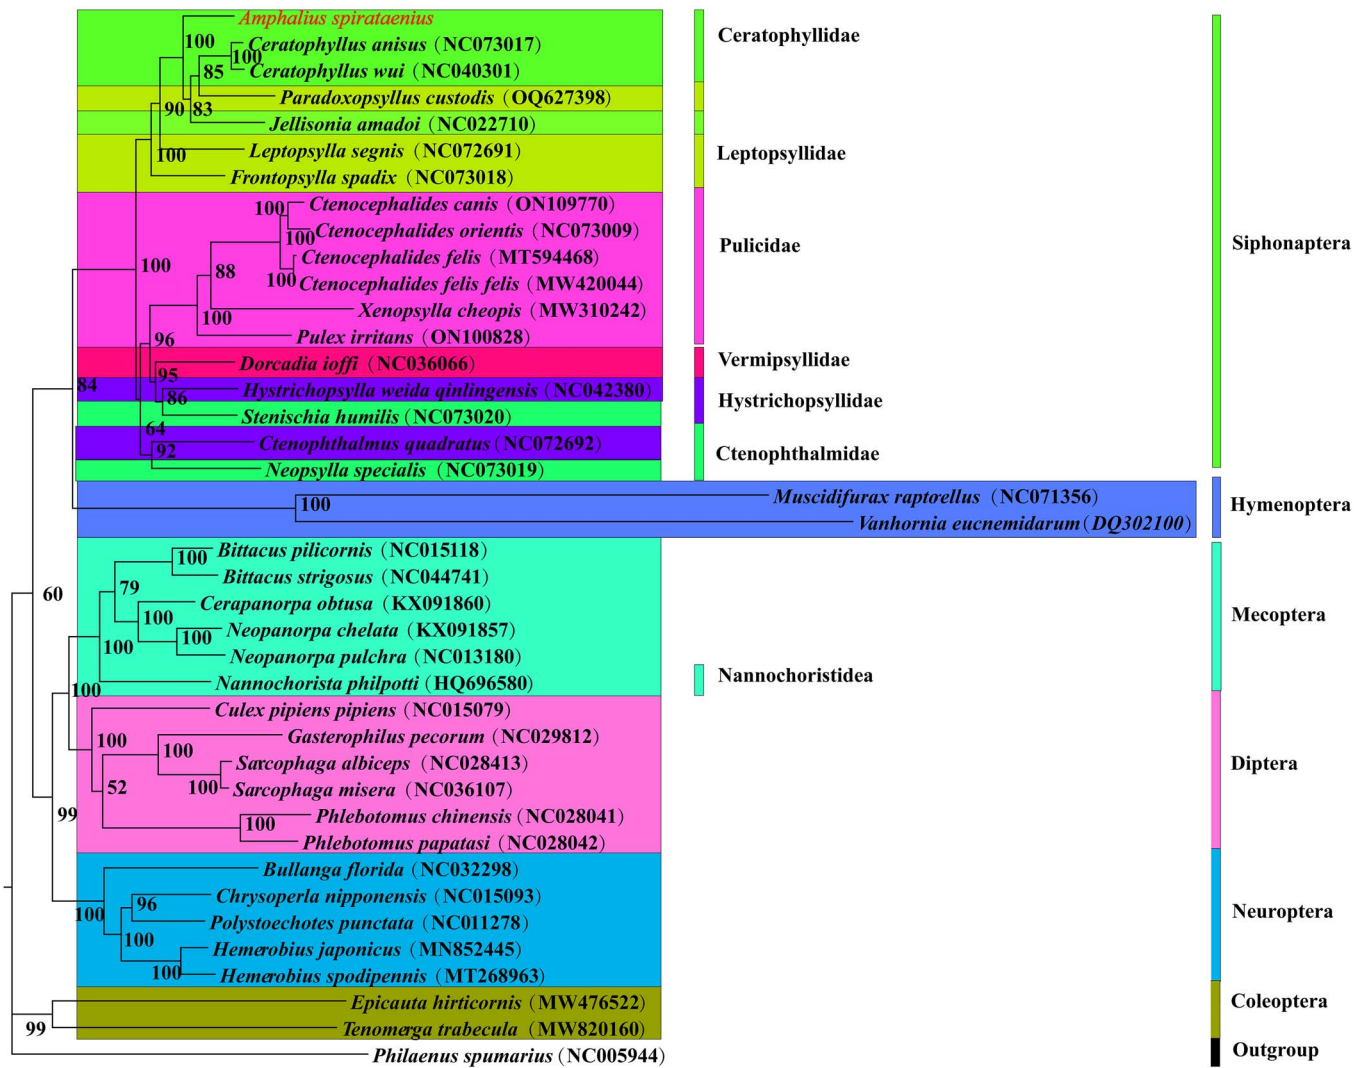 Amphalius spirataenius
Ceratophyllus anisus (NC073017)
Ceratophyllus wui (NC040301)
Paradoxopsyllus custodis (OQ627398)
Jellisonia amadoi (NC022710)
Leptopsylla segnis (NC072691)
Frontopsylla spadix (NC073018)
Ctenocephalides canis (ON109770)
Ctenocephalides orientis (NC073009)
Ctenocephalides felis (MT594468)
Ctenocephalides felis felis (MW420044)
Xenopsylla cheopis (MW310242)
Pulex irritans (ON100828)
Dorcadia ioffi (NC036066)
Hystrichopsylla weida qinlingensis (NC042380)
Stenischia humilis (NC073020)
Ctenophthalmus quadratus (NC072692)
Neopsylla specialis (NC073019)
Muscidifurax raptorellus (NC071356)
Vanhornia eucnemidarum (DQ302100)
Bittacus pilicornis (NC015118)
Bittacus strigosus (NC044741)
Cerapanorpa obtusa (KX091860)
Neopanorpa chelata (KX091857)
Neopanorpa pulchra (NC013180)
Nannochorista philpotti (HQ696580)
Culex pipiens pipiens (NC015079)
Gasterophilus pecorum (NC029812)
Sarcophaga albiceps (NC028413)
Sarcophaga misera (NC036107)
Phlebotomus chinensis (NC028041)
Phlebotomus papatasi (NC028042)
Bullanga florida (NC032298)
Chrysoperla nipponensis (NC015093)
Polystoechotes punctata (NC011278)
Hemerobius japonicus (MN852445)
Hemerobius spodipennis (MT268963)
Epicauta hirticornis (MW476522)
Tenomerga trabecula (MW820160)
Philaenus spumarius (NC005944)
100
100
85
90
83
100
100
100
100
88
100
100
96
95
84
86
64
92
100
60
100
79
100
100
100
100
100
100
100
52
99
100
96
100
100
100
99
Ceratophyllidae
Leptopsyllidae
Pulicidae
Vermipsyllidae
Hystrichopsyllidae
Ctenophthalmidae
Nannochoristidea
Siphonaptera
Hymenoptera
Mecoptera
Diptera
Neuroptera
Coleoptera
Outgroup